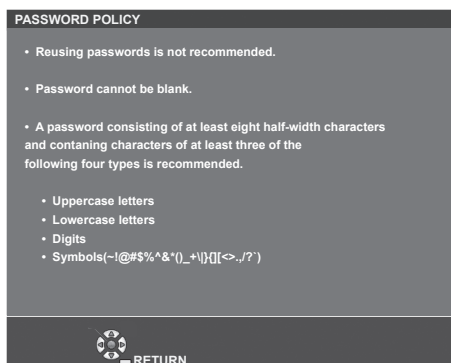 PASSWORD POLICY
• Reusing passwords is not recommended.
• Password cannot be blank.
• A password consisting of at least eight half-width characters
and contaning characters of at least three of the
following four types is recommended.
• Uppercase letters
• Lowercase letters
• Digits
• Symbols(~!@#$%^&*()_+\|}{][<>.,/?`)
RETURN